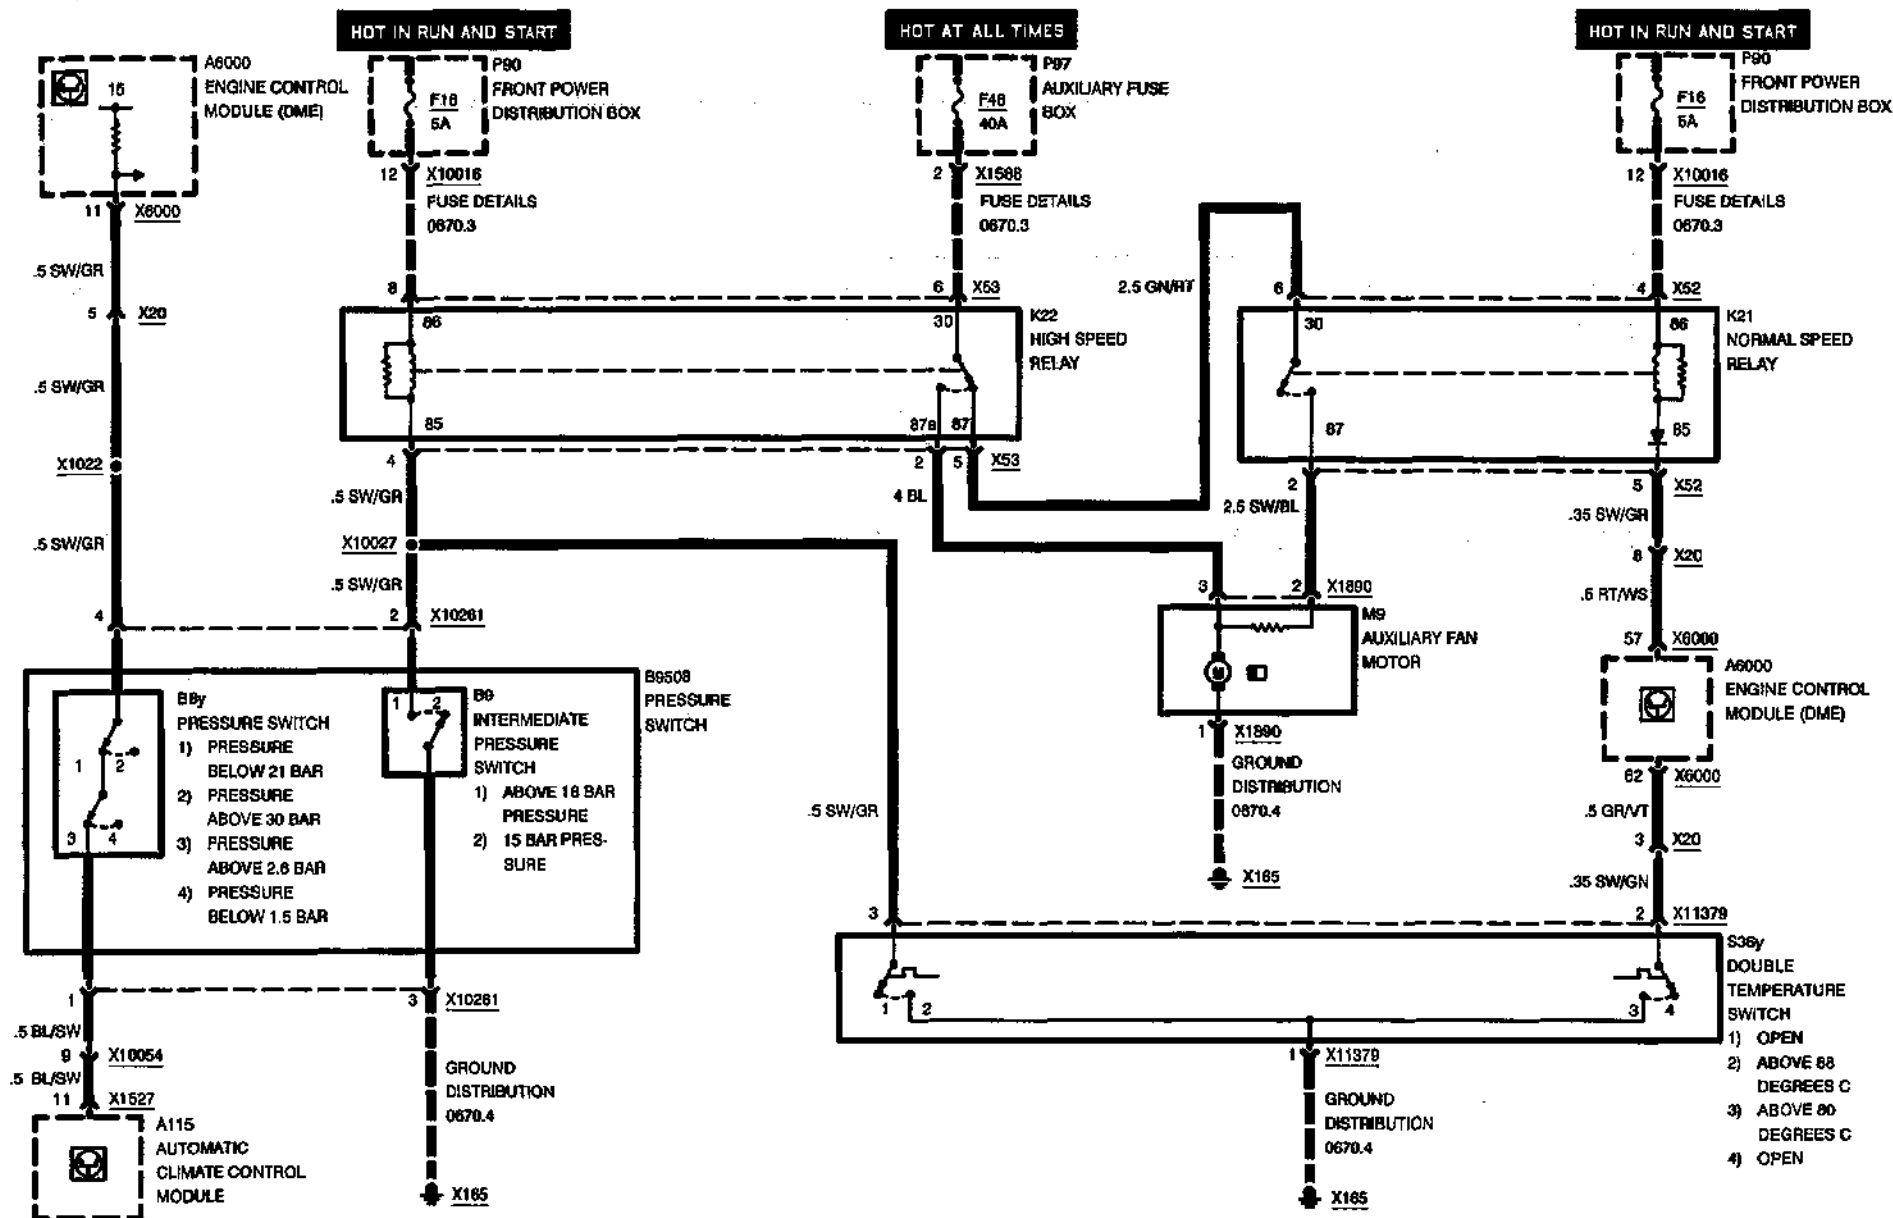 HOT IN RUN AND START
HOT AT ALL TIMES
HOT IN RUN AND START
A6000
ENGINE CONTROL
MODULE (DME)
15
11 X6000
.5 SW/GR
5 X20
.5 SW/GR
X1022
.5 SW/GR
4
P90
FRONT POWER
DISTRIBUTION BOX
F16
5A
12 X10016
FUSE DETAILS
0670.3
8
P97
AUXILIARY FUSE
BOX
F48
40A
2 X1588
FUSE DETAILS
0670.3
6 X53
P90
FRONT POWER
DISTRIBUTION BOX
F16
5A
12 X10016
FUSE DETAILS
0670.3
4 X52
2.5 GN/RT
6
86
30
K22
HIGH SPEED
RELAY
85
87a
87
4
2
5 X53
30
86
K21
NORMAL SPEED
RELAY
87
85
2
5 X52
.5 SW/GR
X10027
.5 SW/GR
2 X10261
4 BL
2.5 SW/BL
.35 SW/GR
8 X20
.5 RT/WS
57 X6000
3
2 X1890
M9
AUXILIARY FAN
MOTOR
M
1 X1890
GROUND
DISTRIBUTION
0670.4
X165
A6000
ENGINE CONTROL
MODULE (DME)
62 X6000
.5 GR/VT
3 X20
.35 SW/GN
2 X11379
B9508
PRESSURE
SWITCH
B8y
PRESSURE SWITCH
1) PRESSURE
BELOW 21 BAR
2) PRESSURE
ABOVE 30 BAR
3) PRESSURE
ABOVE 2.6 BAR
4) PRESSURE
BELOW 1.5 BAR
1
2
3
4
1
2
B9
INTERMEDIATE
PRESSURE
SWITCH
1) ABOVE 18 BAR
PRESSURE
2) 15 BAR PRES-
SURE
.5 SW/GR
3
1
3 X10261
.5 BL/SW
9 X10054
.5 BL/SW
11 X1527
A115
AUTOMATIC
CLIMATE CONTROL
MODULE
GROUND
DISTRIBUTION
0670.4
X165
1
2
3
4
S36y
DOUBLE
TEMPERATURE
SWITCH
1) OPEN
2) ABOVE 88
DEGREES C
3) ABOVE 80
DEGREES C
4) OPEN
1 X11379
GROUND
DISTRIBUTION
0670.4
X165